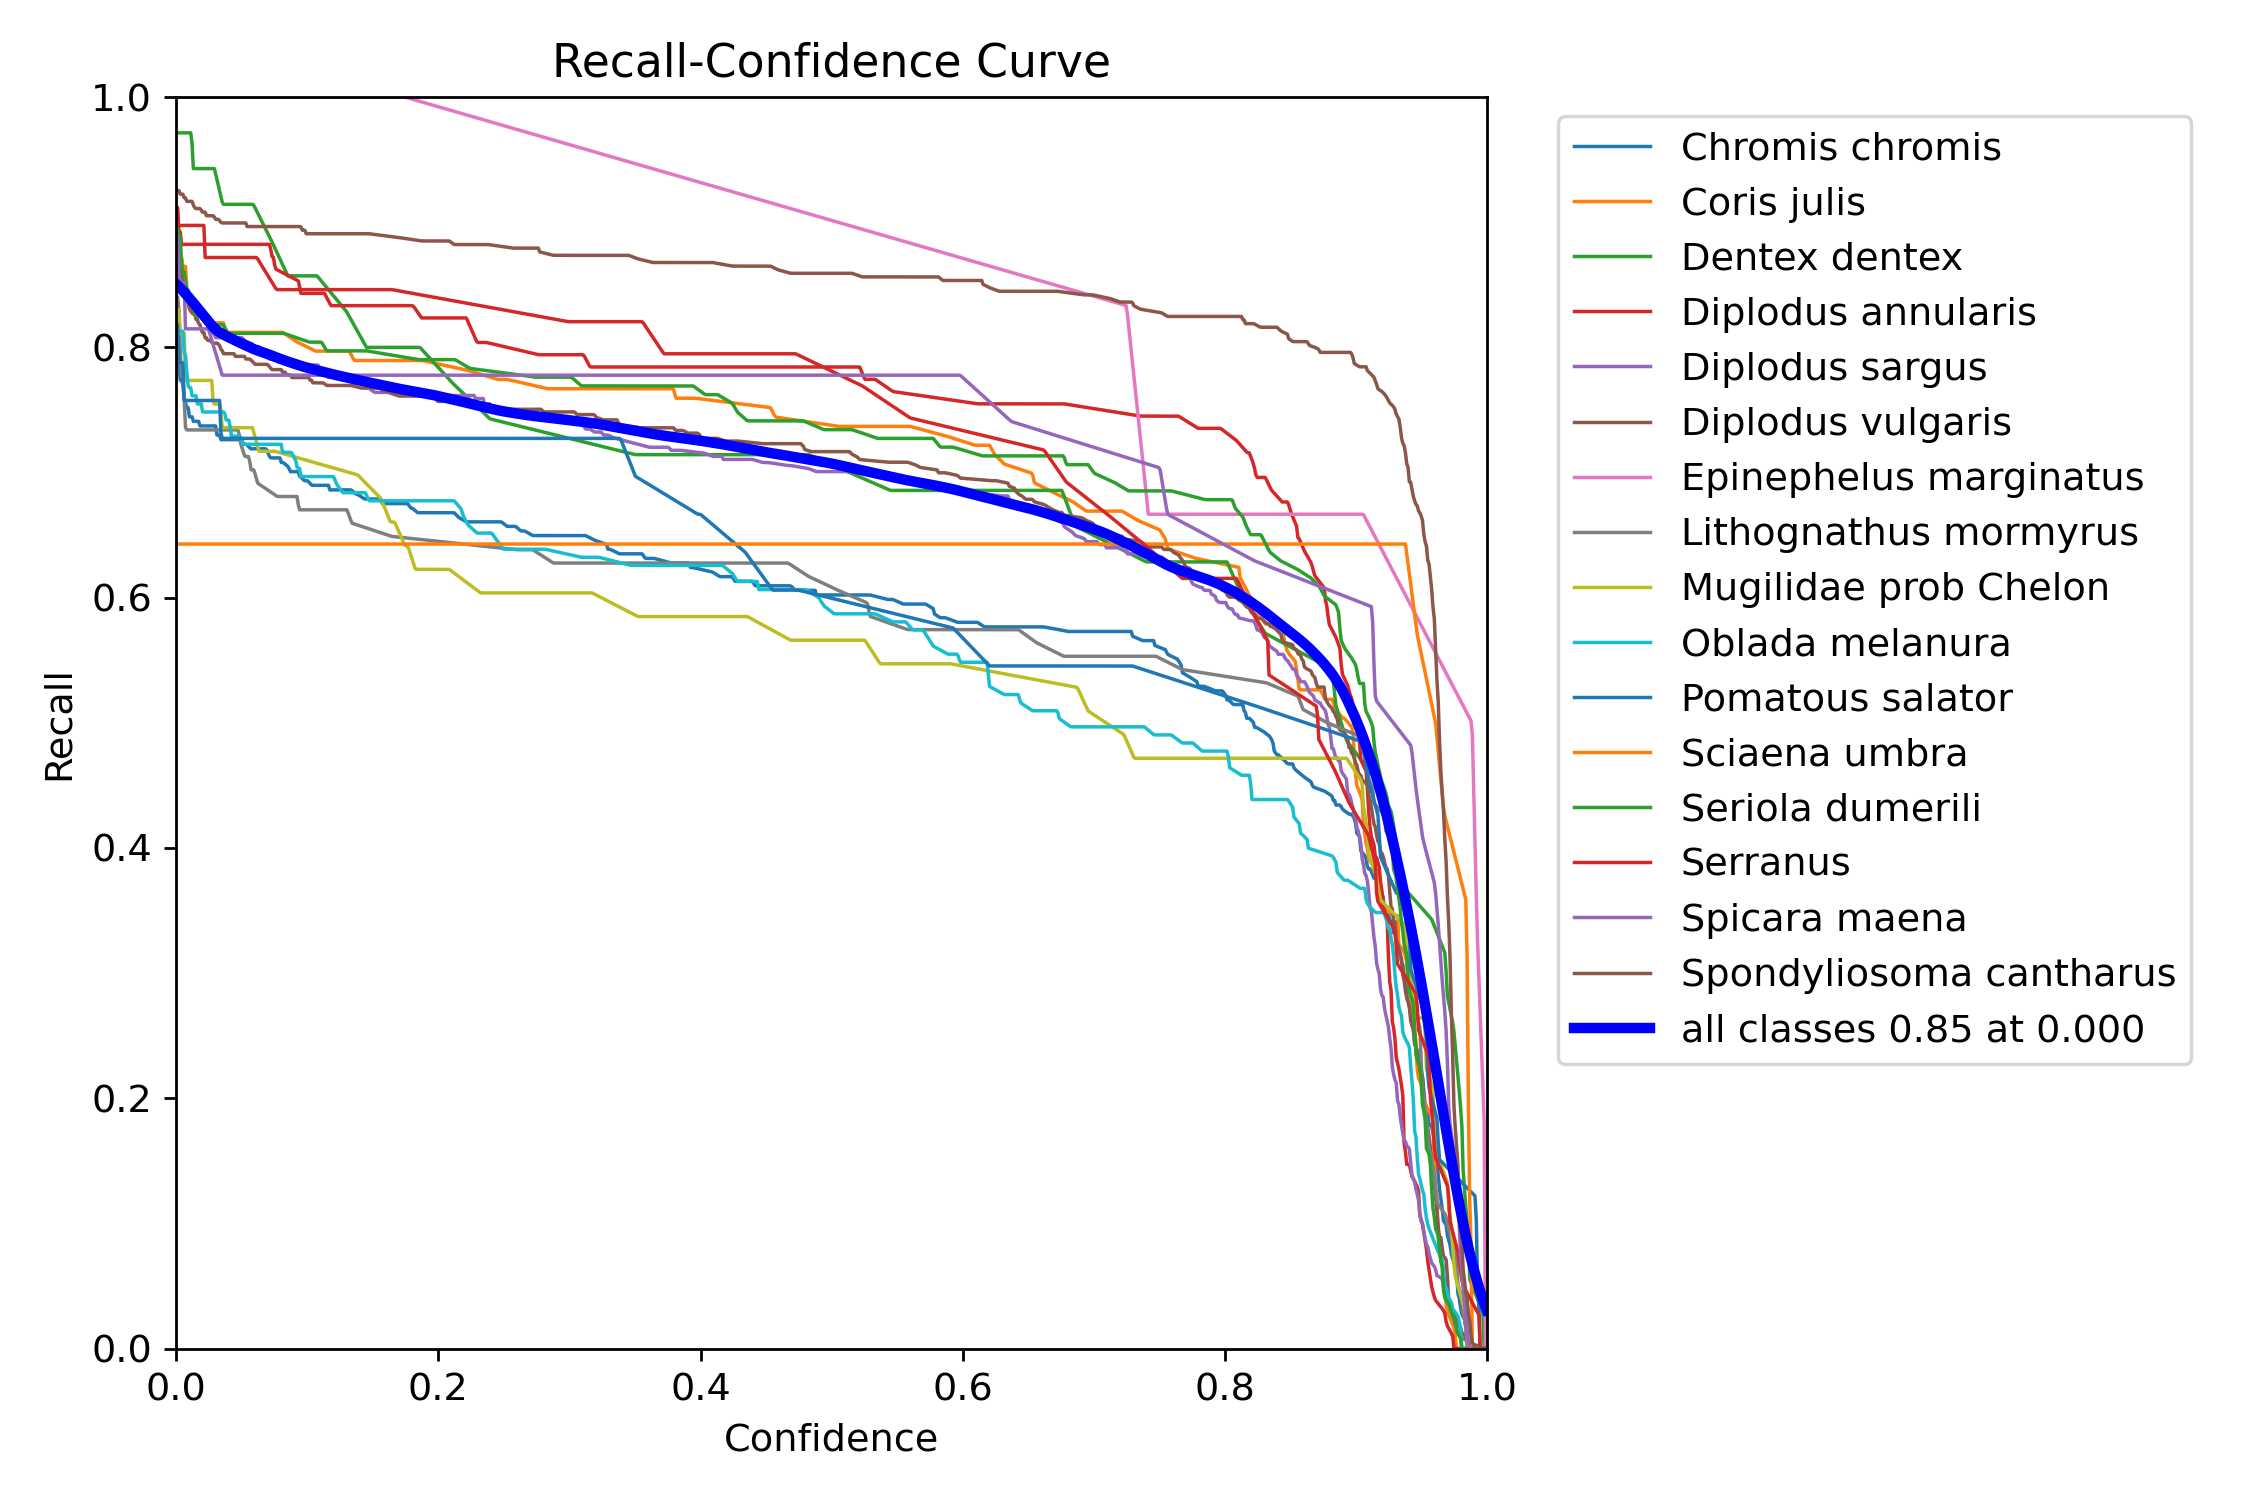 Recall-Confidence Curve
1.0
0.8
0.6
0.4
0.2
0.0
Recall
0.0 0.2 0.4 0.6 0.8 1.0
Confidence
Chromis chromis
Coris julis
Dentex dentex
Diplodus annularis
Diplodus sargus
Diplodus vulgaris
Epinephelus marginatus
Lithognathus mormyrus
Mugilidae prob Chelon
Oblada melanura
Pomatous salator
Sciaena umbra
Seriola dumerili
Serranus
Spicara maena
Spondyliosoma cantharus
all classes 0.85 at 0.000